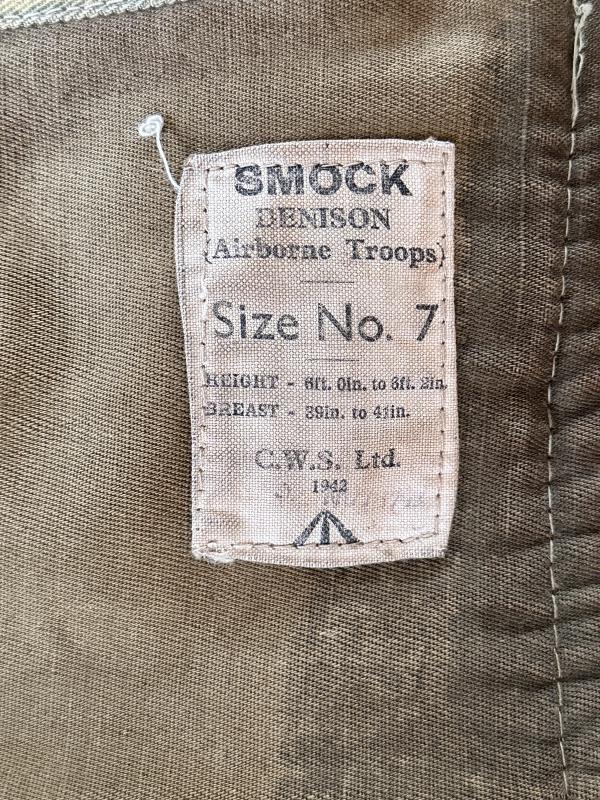 SMOCK
DENISON
(Airborne Troops)
Size No. 7
HEIGHT - 6ft. 0in. to 6ft. 2in.
BREAST - 39in. to 41in.
C.W.S. Ltd.
1942